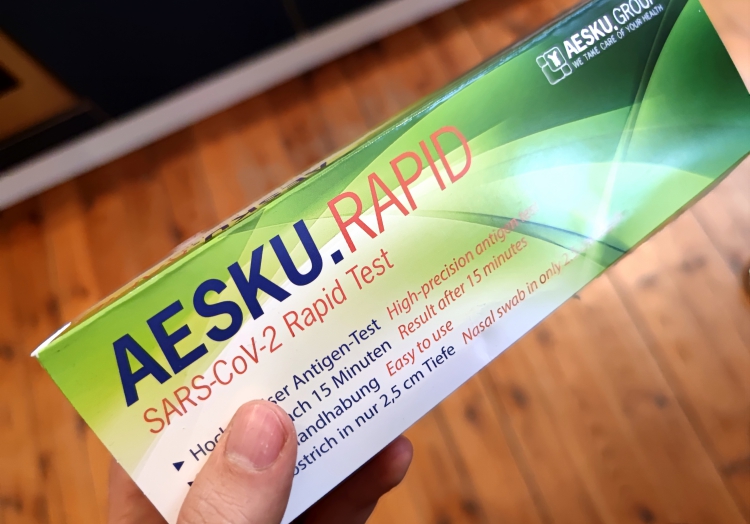 AESKU.GROUP
WE TAKE CARE OF YOUR HEALTH
AESKU.RAPID
SARS-CoV-2 Rapid Test
Antigen-Test High-precision
15 Minuten Result after 15 minutes
Easy to use
in nur 2,5 cm Tiefe Nasal swab in only